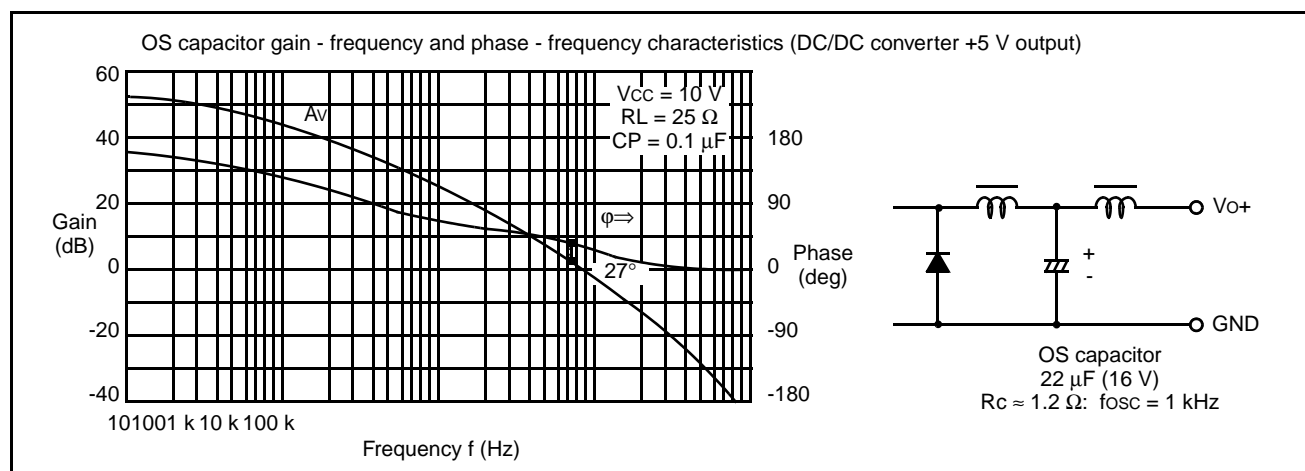 OS capacitor gain - frequency and phase - frequency characteristics (DC/DC converter +5 V output)
60
40
20
0
-20
-40
Gain
(dB)
AV
VCC = 10 V
RL = 25 Ω
CP = 0.1 μF
φ⇒
27°
180
90
0
-90
-180
Phase
(deg)
101001 k 10 k 100 k
Frequency f (Hz)
VO+
+
-
GND
OS capacitor
22 μF (16 V)
Rc ≈ 1.2 Ω: fOSC = 1 kHz